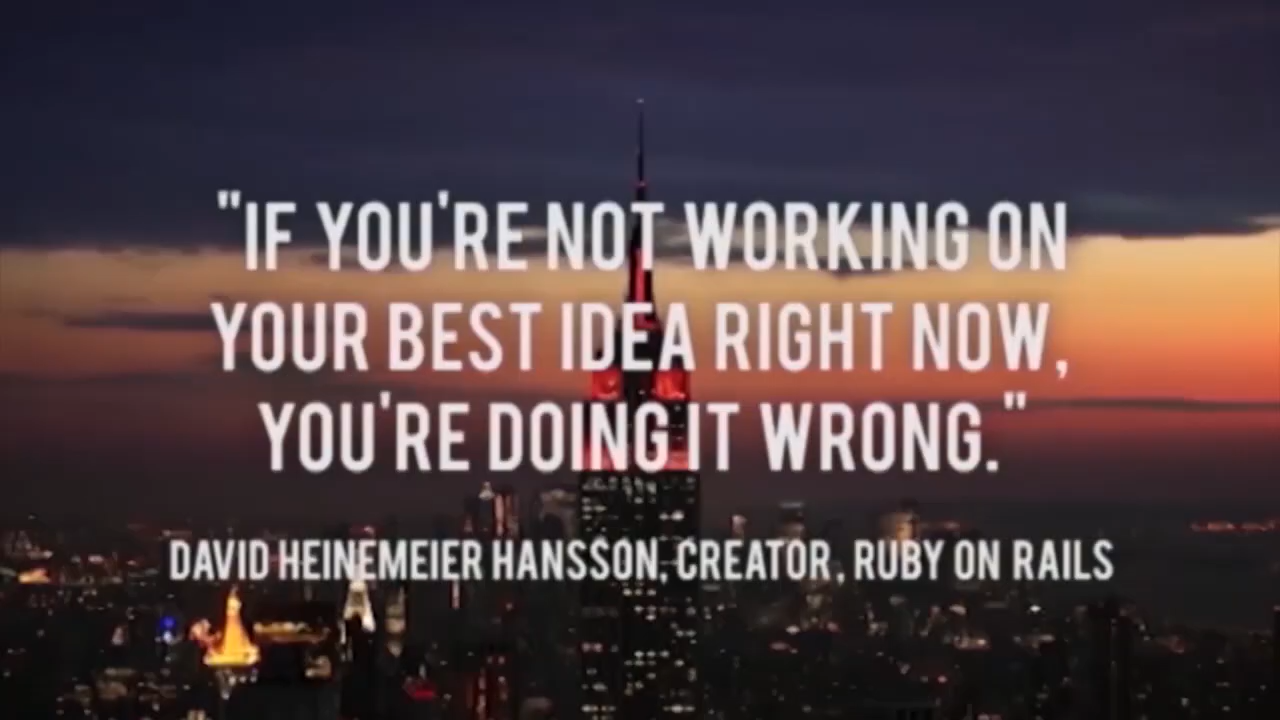 "IF YOU'RE NOT WORKING ON
YOUR BEST IDEA RIGHT NOW,
YOU'RE DOING IT WRONG."
DAVID HEINEMEIER HANSSON, CREATOR, RUBY ON RAILS